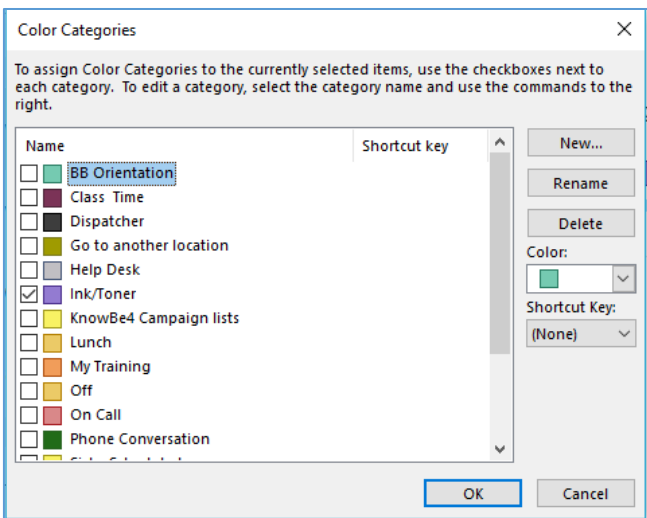 Color Categories
To assign Color Categories to the currently selected items, use the checkboxes next to
each category. To edit a category, select the category name and use the commands to the
right.
Name Shortcut key
BB Orientation
Class Time
Dispatcher
Go to another location
Help Desk
Ink/Toner
KnowBe4 Campaign lists
Lunch
My Training
Off
On Call
Phone Conversation
New...
Rename
Delete
Color:
Shortcut Key:
(None)
OK Cancel